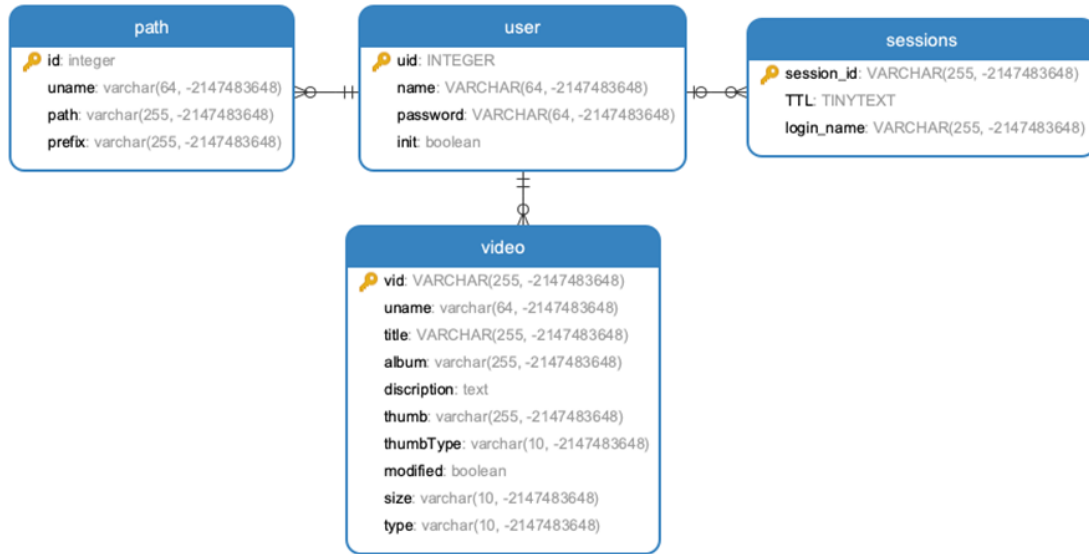 path
id: integer
uname: varchar(64, -2147483648)
path: varchar(255, -2147483648)
prefix: varchar(255, -2147483648)
user
uid: INTEGER
name: VARCHAR(64, -2147483648)
password: VARCHAR(64, -2147483648)
init: boolean
sessions
session_id: VARCHAR(255, -2147483648)
TTL: TINYTEXT
login_name: VARCHAR(255, -2147483648)
video
vid: VARCHAR(255, -2147483648)
uname: varchar(64, -2147483648)
title: VARCHAR(255, -2147483648)
album: varchar(255, -2147483648)
discription: text
thumb: varchar(255, -2147483648)
thumbType: varchar(10, -2147483648)
modified: boolean
size: varchar(10, -2147483648)
type: varchar(10, -2147483648)